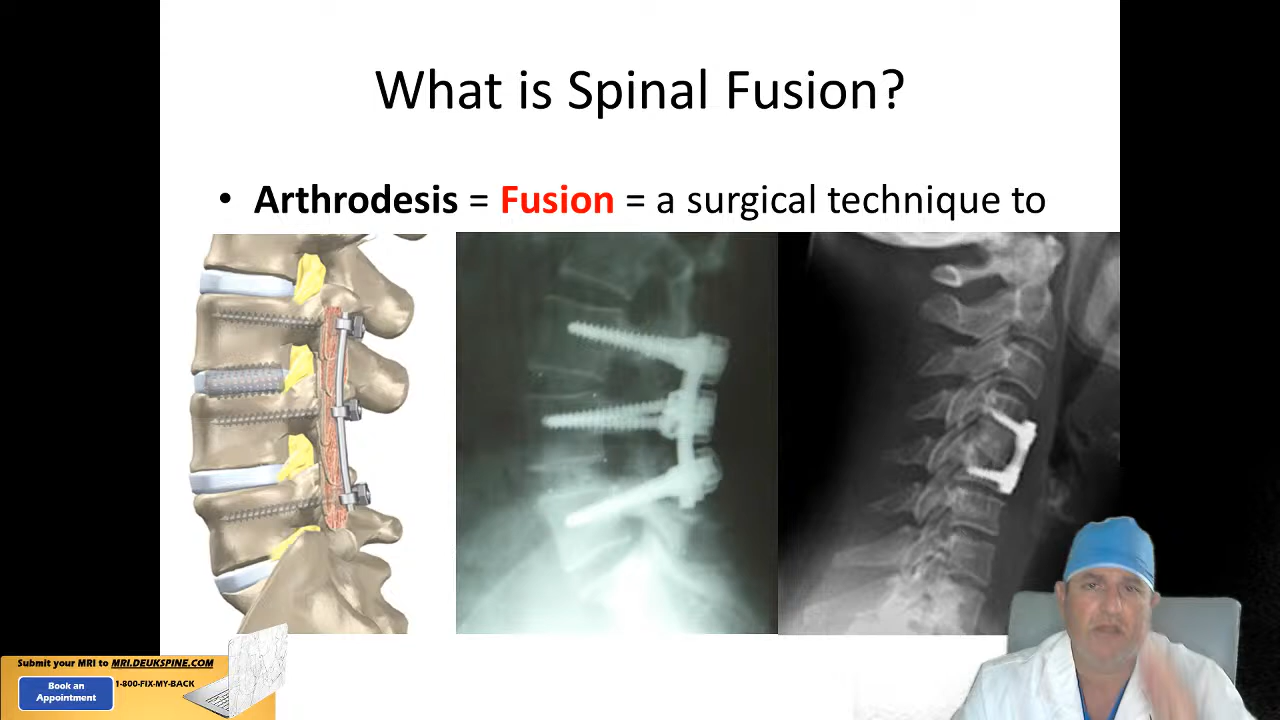 What is Spinal Fusion?
• Arthrodesis = Fusion = a surgical technique to
Submit your MRI to MRI.DEUKSPINE.COM
Book an
Appointment
1-800-FIX-MY-BACK